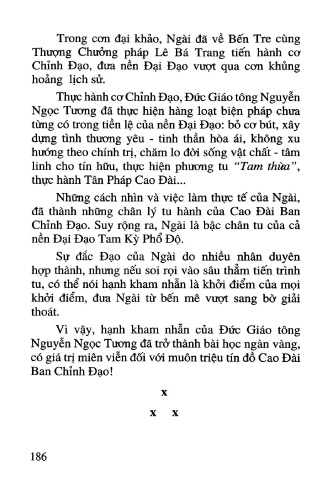 Trong cơn đại khảo, Ngài đã về Bến Tre cùng
Thượng Chưởng pháp Lê Bá Trang tiến hành cơ
Chỉnh Đạo, đưa nền Đại Đạo vượt qua cơn khủng
hoảng lịch sử.
Thực hành cơ Chỉnh Đạo, Đức Giáo tông Nguyễn
Ngọc Tương đã thực hiện hàng loạt biện pháp chưa
từng có trong tiền lệ của nền Đại Đạo: bỏ cơ bút, xây
dựng tình thương yêu - tinh thần hòa ái, không xu
hướng theo chính trị, chăm lo đời sống vật chất - tâm
linh cho tín hữu, thực hiện phương tu “Tam thừa”,
thực hành Tân Pháp Cao Đài...
Những cách nhìn và việc làm thực tế của Ngài,
đã thành những chân lý tu hành của Cao Đài Ban
Chỉnh Đạo. Suy rộng ra, Ngài là bậc chân tu của cả
nền Đại Đạo Tam Kỳ Phổ Độ.
Sự đắc Đạo của Ngài do nhiều nhân duyên
hợp thành, nhưng nếu soi rọi vào sâu thẳm tiến trình
tu, có thể nói hạnh kham nhẫn là khởi điểm của mọi
khởi điểm, đưa Ngài từ bến mê vượt sang bờ giải
thoát.
Vì vậy, hạnh kham nhẫn của Đức Giáo tông
Nguyễn Ngọc Tương đã trở thành bài học ngàn vàng,
có giá trị miên viễn đối với muôn triệu tín đồ Cao Đài
Ban Chỉnh Đạo!
x
x x
186